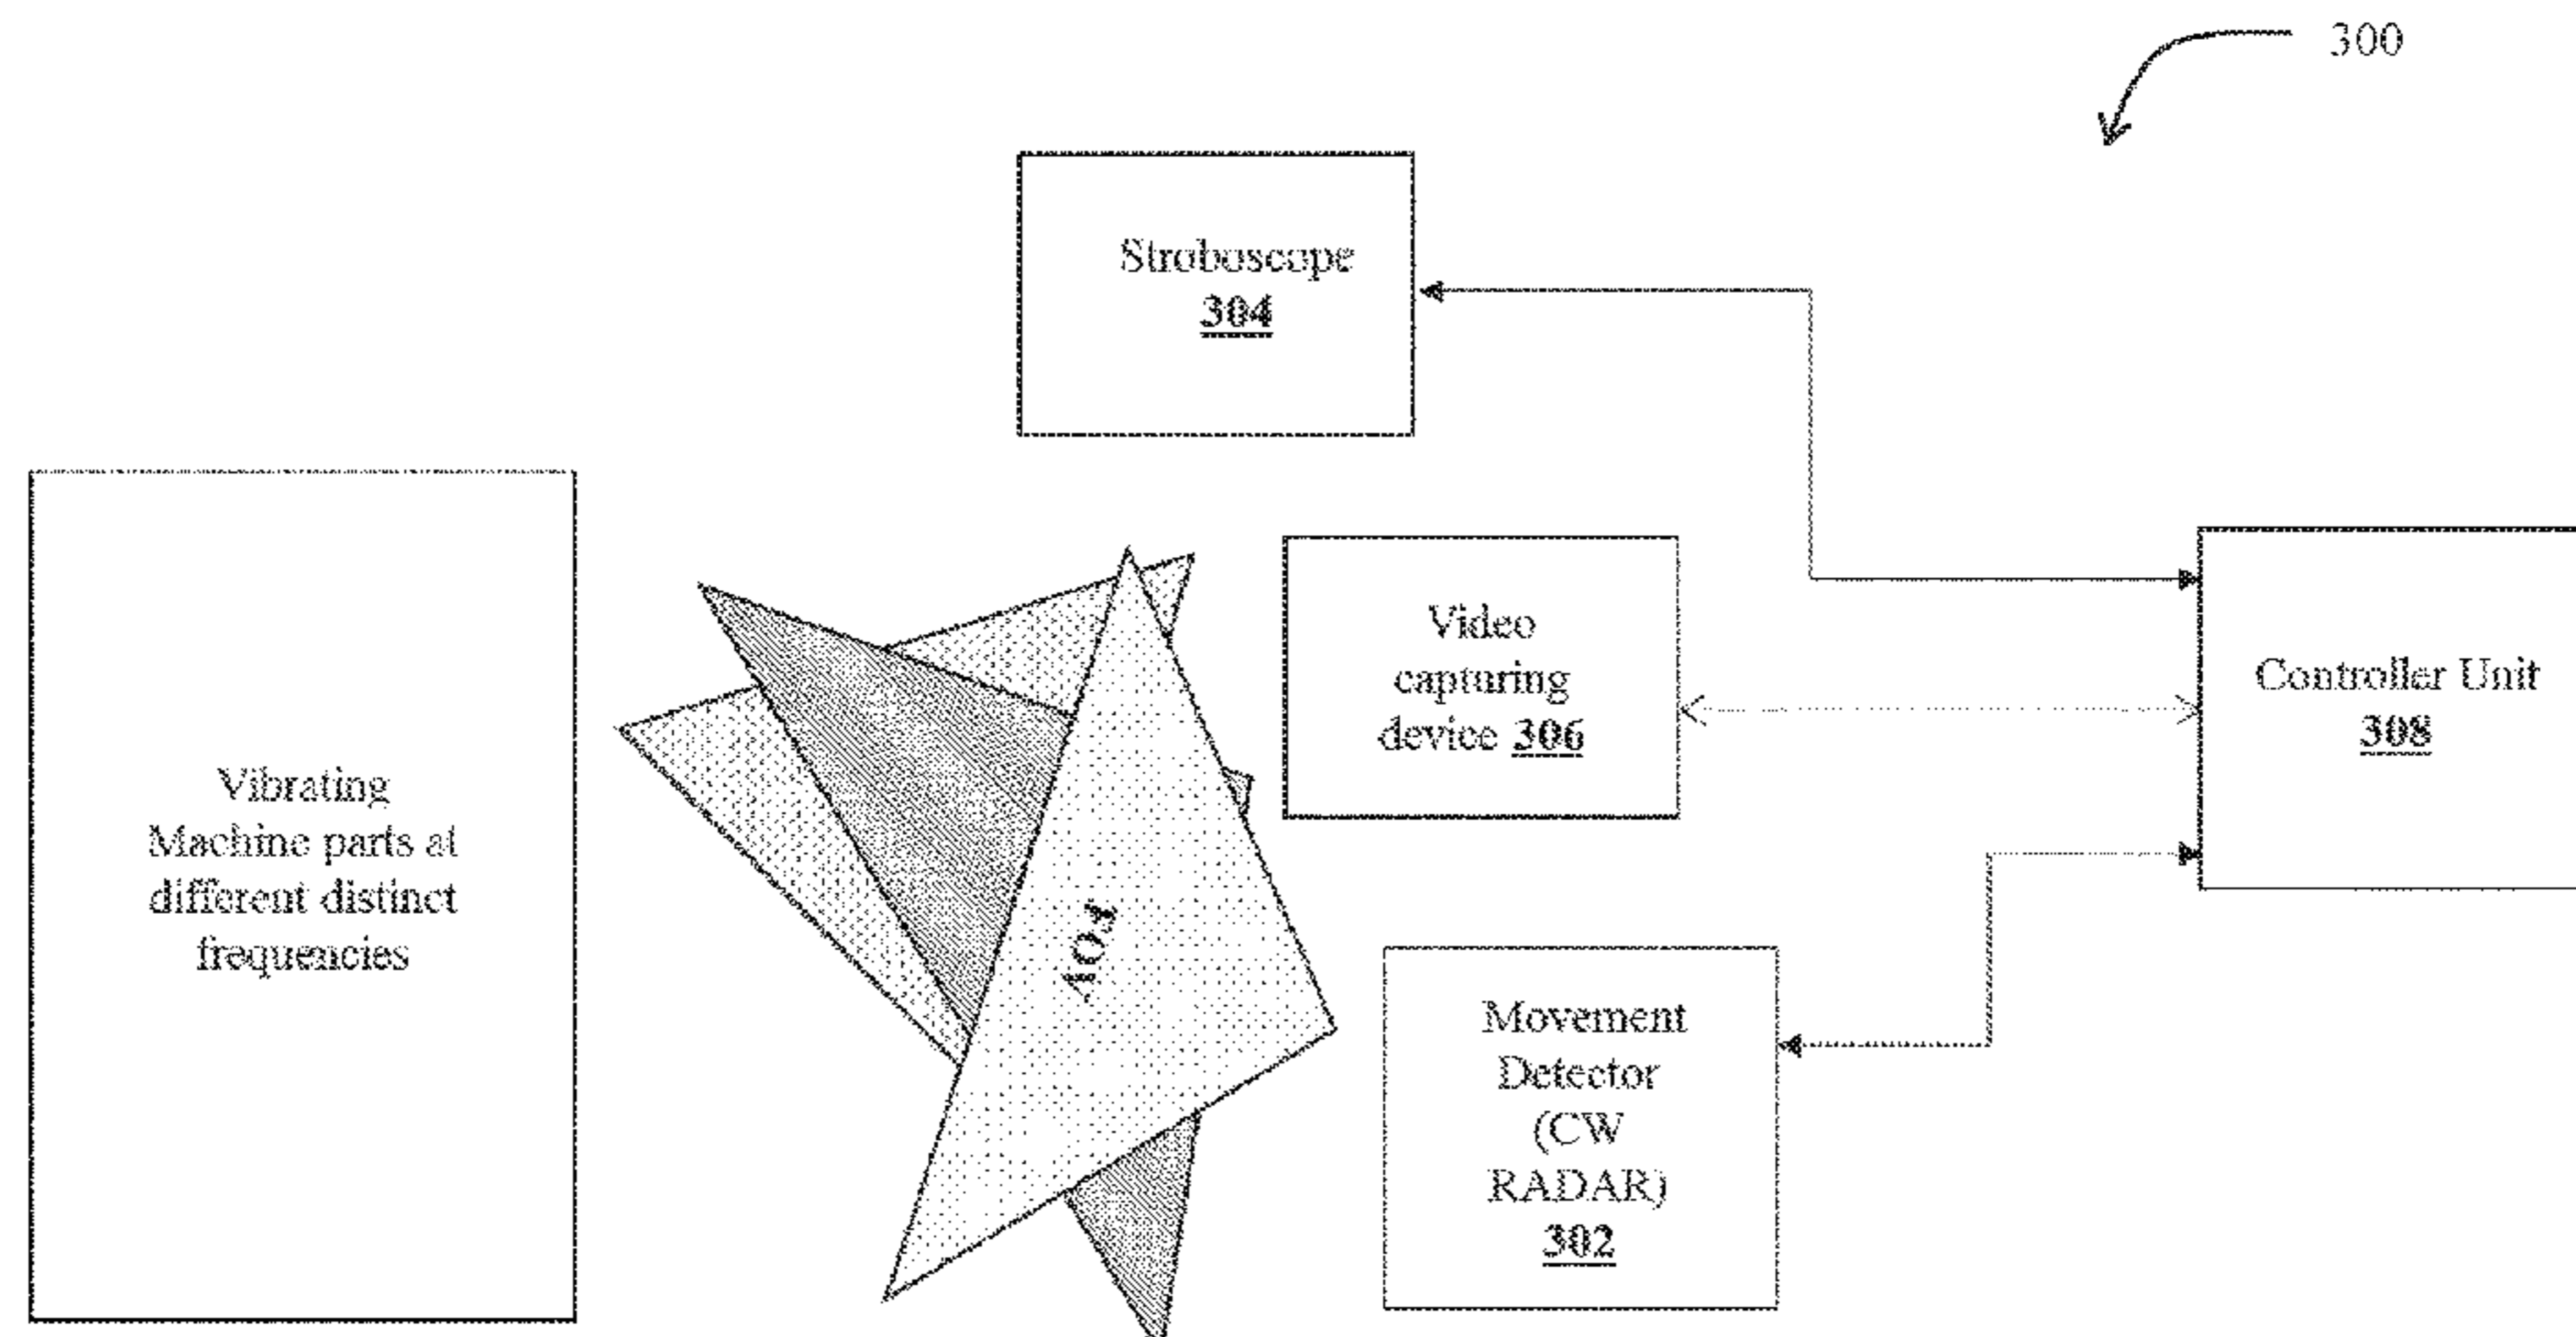 300
Stroboscope
304
Video
capturing
device 306
Controller Unit
308
Vibrating
Machine parts at
different distinct
frequencies
FOV
Movement
Detector
(CW
RADAR)
302